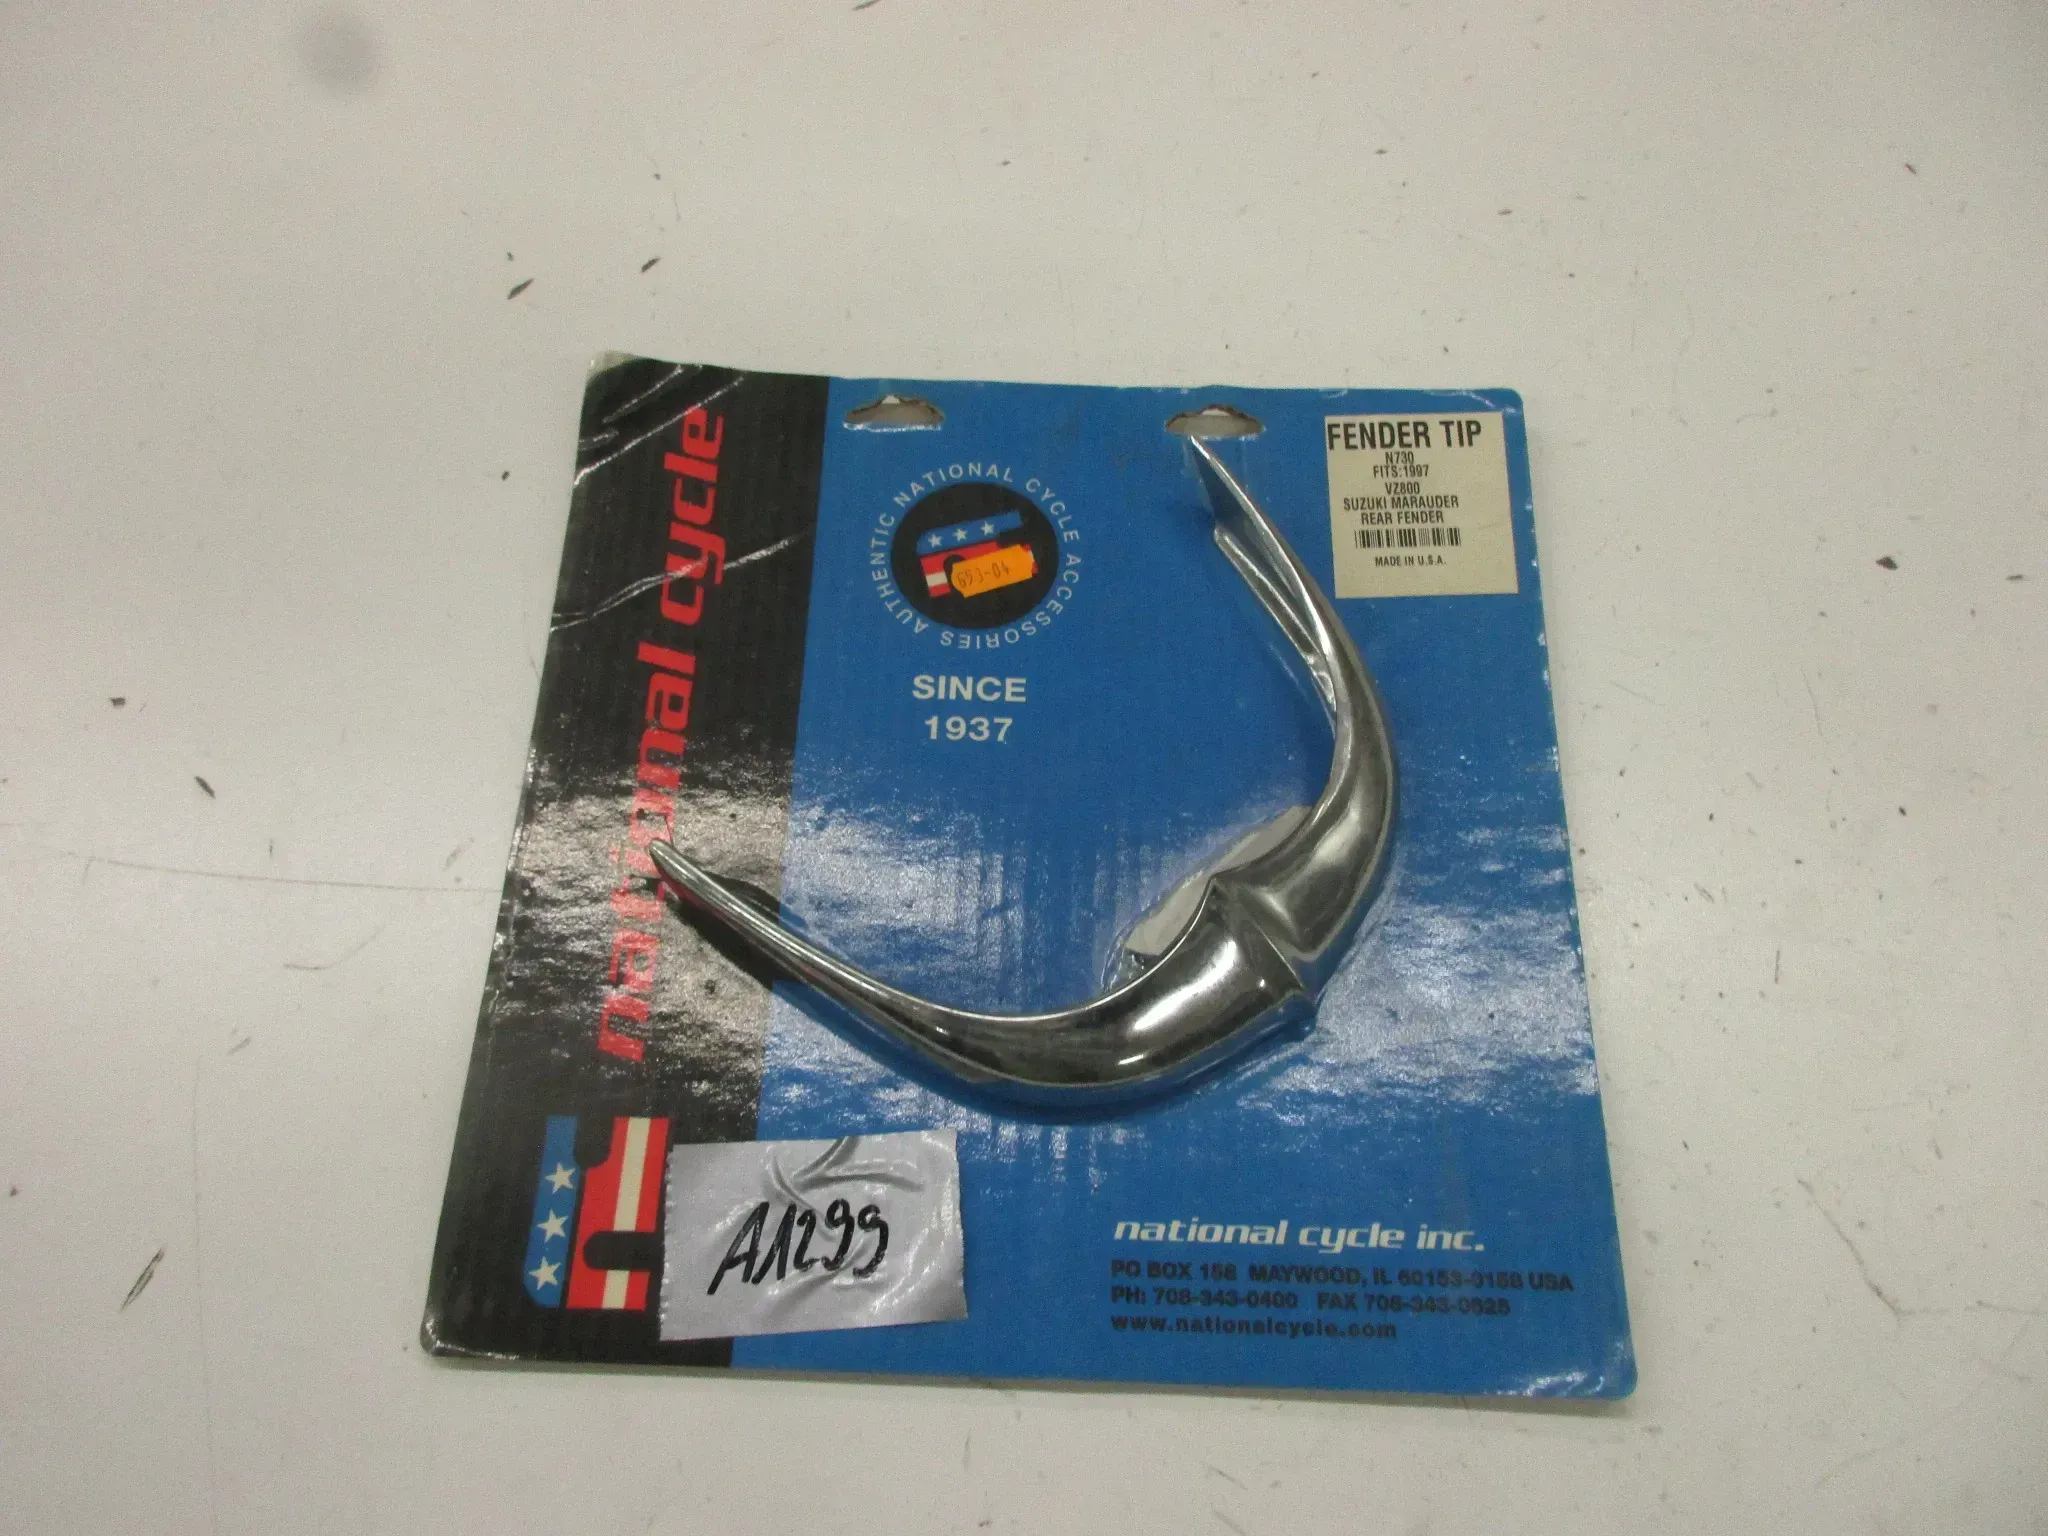 national cycle
AUTHENTIC NATIONAL CYCLE ACCESSORIES
653-04
SINCE
1937
FENDER TIP
N730
FITS:1997
VZ800
SUZUKI MARAUDER
REAR FENDER
MADE IN U.S.A.
A1299
national cycle inc.
PO BOX 158 MAYWOOD, IL 60153-0158 USA
PH: 708-343-0400 FAX 708-343-0625
www.nationalcycle.com